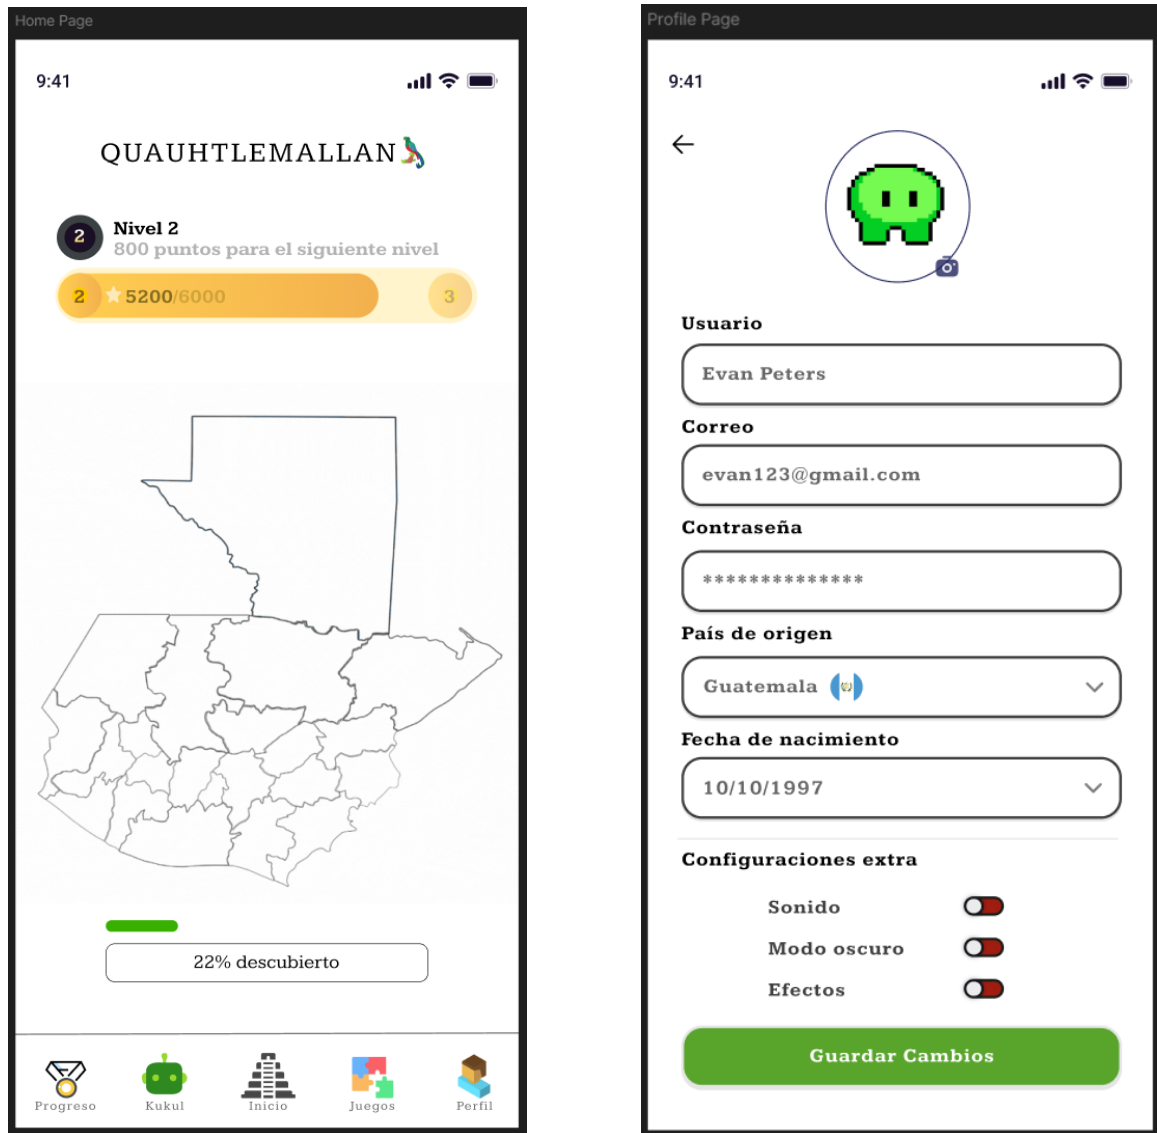 Home Page
9:41
QUAUHTLEMALLAN
2
Nivel 2
800 puntos para el siguiente nivel
2
5200/6000
3
22% descubierto
Progreso
Kukul
Inicio
Juegos
Perfil
Profile Page
9:41
Usuario
Evan Peters
Correo
evan123@gmail.com
Contraseña
**************
País de origen
Guatemala
Fecha de nacimiento
10/10/1997
Configuraciones extra
Sonido
Modo oscuro
Efectos
Guardar Cambios